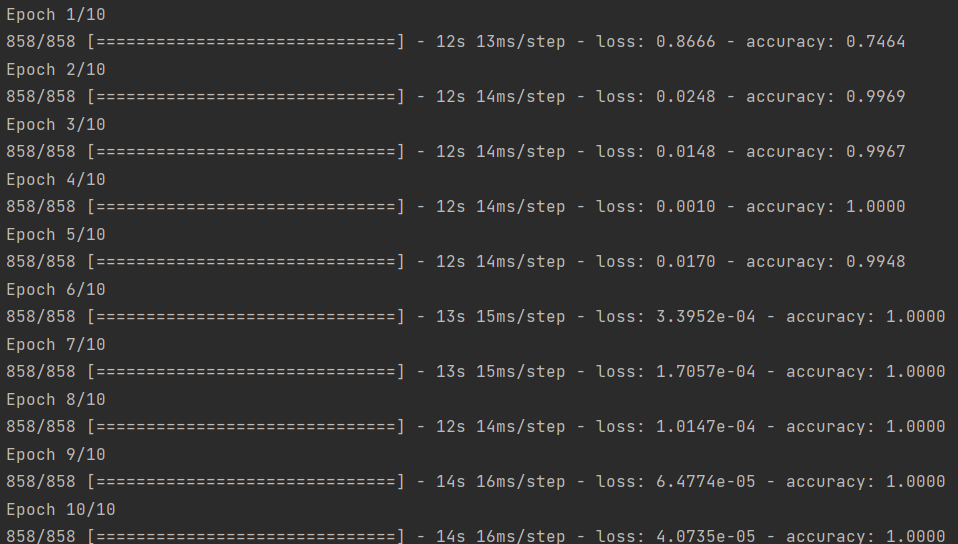 Epoch 1/10
858/858 [==============================] - 12s 13ms/step - loss: 0.8666 - accuracy: 0.7464
Epoch 2/10
858/858 [==============================] - 12s 14ms/step - loss: 0.0248 - accuracy: 0.9969
Epoch 3/10
858/858 [==============================] - 12s 14ms/step - loss: 0.0148 - accuracy: 0.9967
Epoch 4/10
858/858 [==============================] - 12s 14ms/step - loss: 0.0010 - accuracy: 1.0000
Epoch 5/10
858/858 [==============================] - 12s 14ms/step - loss: 0.0170 - accuracy: 0.9948
Epoch 6/10
858/858 [==============================] - 13s 15ms/step - loss: 3.3952e-04 - accuracy: 1.0000
Epoch 7/10
858/858 [==============================] - 13s 15ms/step - loss: 1.7057e-04 - accuracy: 1.0000
Epoch 8/10
858/858 [==============================] - 12s 14ms/step - loss: 1.0147e-04 - accuracy: 1.0000
Epoch 9/10
858/858 [==============================] - 14s 16ms/step - loss: 6.4774e-05 - accuracy: 1.0000
Epoch 10/10
858/858 [==============================] - 14s 16ms/step - loss: 4.0735e-05 - accuracy: 1.0000